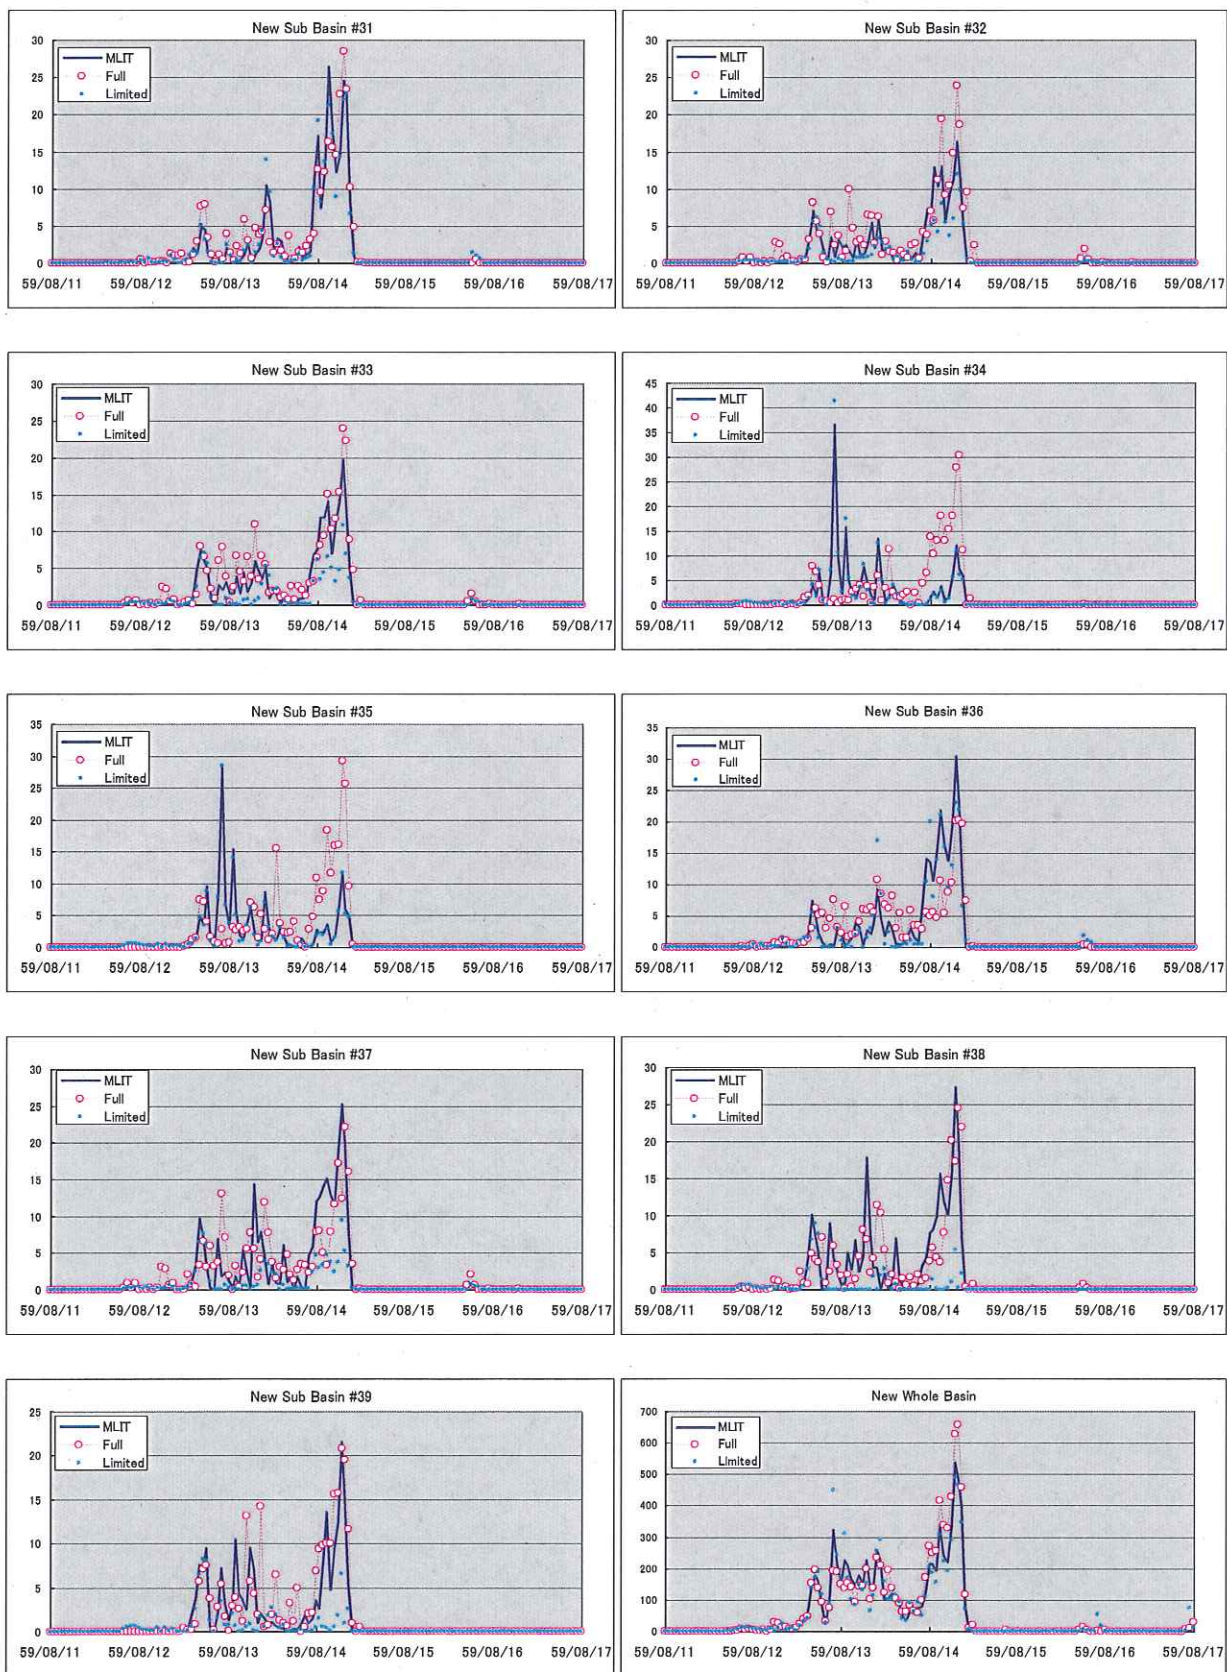 New Sub Basin #31
MLIT
Full
Limited
30
25
20
15
10
5
0
59/08/11 59/08/12 59/08/13 59/08/14 59/08/15 59/08/16 59/08/17
New Sub Basin #32
MLIT
Full
Limited
30
25
20
15
10
5
0
59/08/11 59/08/12 59/08/13 59/08/14 59/08/15 59/08/16 59/08/17
New Sub Basin #33
MLIT
Full
Limited
30
25
20
15
10
5
0
59/08/11 59/08/12 59/08/13 59/08/14 59/08/15 59/08/16 59/08/17
New Sub Basin #34
MLIT
Full
Limited
45
40
35
30
25
20
15
10
5
0
59/08/11 59/08/12 59/08/13 59/08/14 59/08/15 59/08/16 59/08/17
New Sub Basin #35
MLIT
Full
Limited
35
30
25
20
15
10
5
0
59/08/11 59/08/12 59/08/13 59/08/14 59/08/15 59/08/16 59/08/17
New Sub Basin #36
MLIT
Full
Limited
35
30
25
20
15
10
5
0
59/08/11 59/08/12 59/08/13 59/08/14 59/08/15 59/08/16 59/08/17
New Sub Basin #37
MLIT
Full
Limited
30
25
20
15
10
5
0
59/08/11 59/08/12 59/08/13 59/08/14 59/08/15 59/08/16 59/08/17
New Sub Basin #38
MLIT
Full
Limited
30
25
20
15
10
5
0
59/08/11 59/08/12 59/08/13 59/08/14 59/08/15 59/08/16 59/08/17
New Sub Basin #39
MLIT
Full
Limited
25
20
15
10
5
0
59/08/11 59/08/12 59/08/13 59/08/14 59/08/15 59/08/16 59/08/17
New Whole Basin
MLIT
Full
Limited
700
600
500
400
300
200
100
0
59/08/11 59/08/12 59/08/13 59/08/14 59/08/15 59/08/16 59/08/17